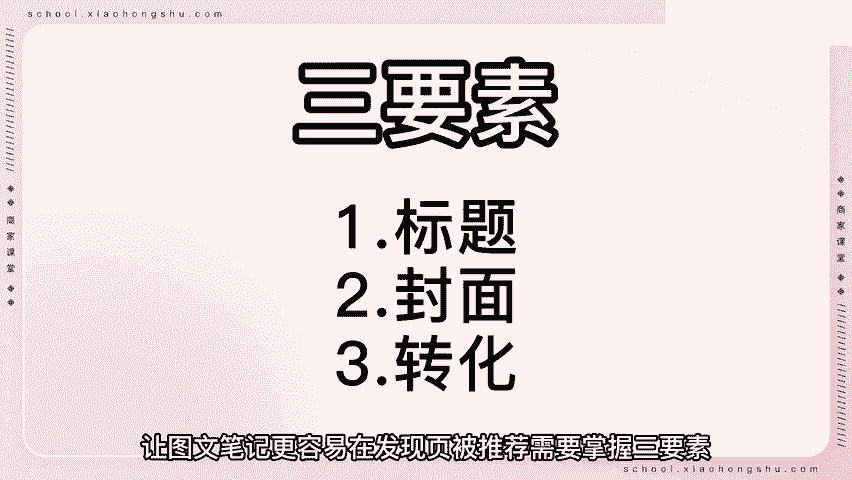 school.xiaohongshu.com
三要素
1.标题
2.封面
3.转化
商家课堂
商家课堂
让图文笔记更容易在发现页被推荐需要掌握三要素
school.xiaohongshu.com